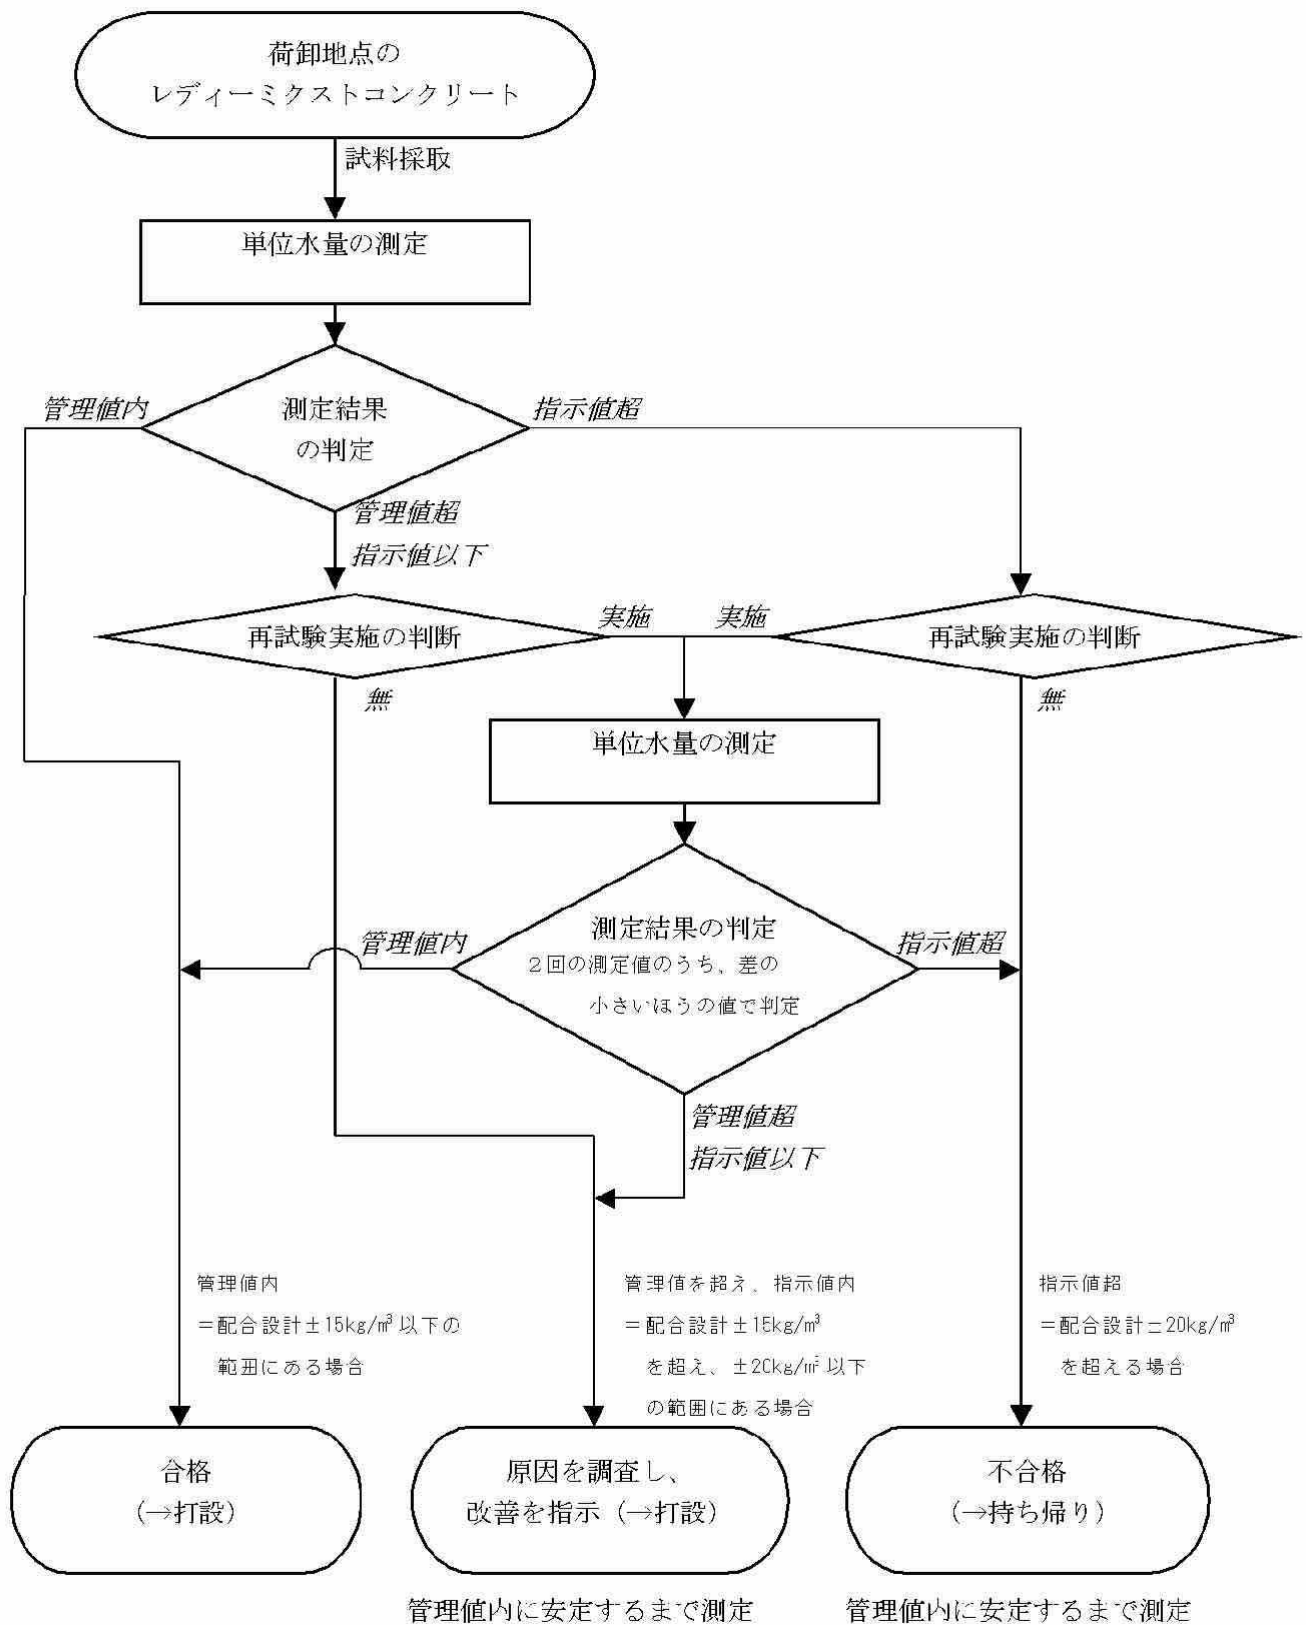 荷卸地点の
レディーミクストコンクリート
試料採取
単位水量の測定
測定結果
の判定
管理値内
指示値超
管理値超
指示値以下
再試験実施の判断
実施
実施
再試験実施の判断
無
無
単位水量の測定
測定結果の判定
2回の測定値のうち、差の
小さいほうの値で判定
管理値内
指示値超
管理値超
指示値以下
管理値内
=配合設計±15kg/㎥以下の
範囲にある場合
管理値を超え、指示値内
=配合設計±15kg/㎥
を超え、±20kg/㎥以下
の範囲にある場合
指示値超
=配合設計±20kg/㎥
を超える場合
合格
(→打設)
原因を調査し、
改善を指示(→打設)
不合格
(→持ち帰り)
管理値内に安定するまで測定
管理値内に安定するまで測定